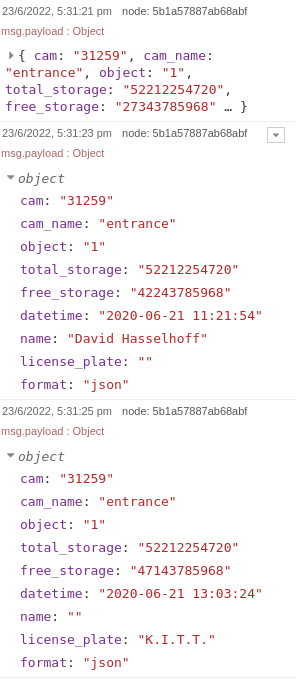 23/6/2022, 5:31:21 pm node: 5b1a57887ab68abf
msg.payload : Object
{ cam: "31259", cam_name:
"entrance", object: "1",
total_storage: "52212254720",
free_storage: "27343785968" … }
23/6/2022, 5:31:23 pm node: 5b1a57887ab68abf
msg.payload : Object
object
cam: "31259"
cam_name: "entrance"
object: "1"
total_storage: "52212254720"
free_storage: "42243785968"
datetime: "2020-06-21 11:21:54"
name: "David Hasselhoff"
license_plate: ""
format: "json"
23/6/2022, 5:31:25 pm node: 5b1a57887ab68abf
msg.payload : Object
object
cam: "31259"
cam_name: "entrance"
object: "1"
total_storage: "52212254720"
free_storage: "47143785968"
datetime: "2020-06-21 13:03:24"
name: ""
license_plate: "K.I.T.T."
format: "json"